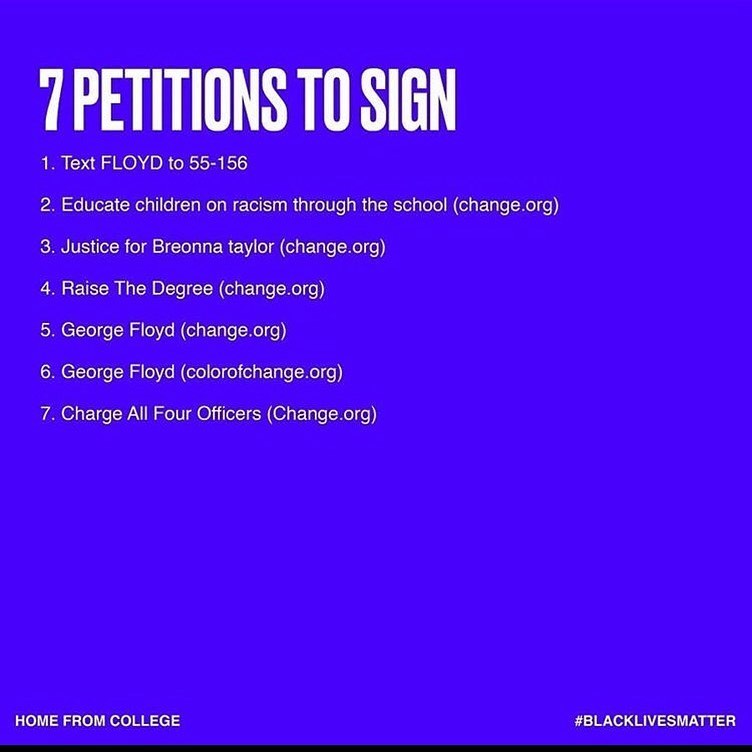 7 PETITIONS TO SIGN
1. Text FLOYD to 55-156
2. Educate children on racism through the school (change.org)
3. Justice for Breonna taylor (change.org)
4. Raise The Degree (change.org)
5. George Floyd (change.org)
6. George Floyd (colorofchange.org)
7. Charge All Four Officers (Change.org)
HOME FROM COLLEGE
#BLACKLIVESMATTER